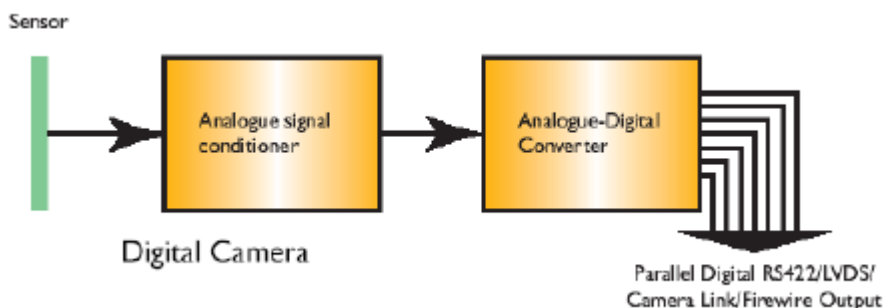 Sensor
Analogue signal
conditioner
Analogue-Digital
Converter
Digital Camera
Parallel Digital RS422/LVDS/
Camera Link/Firewire Output